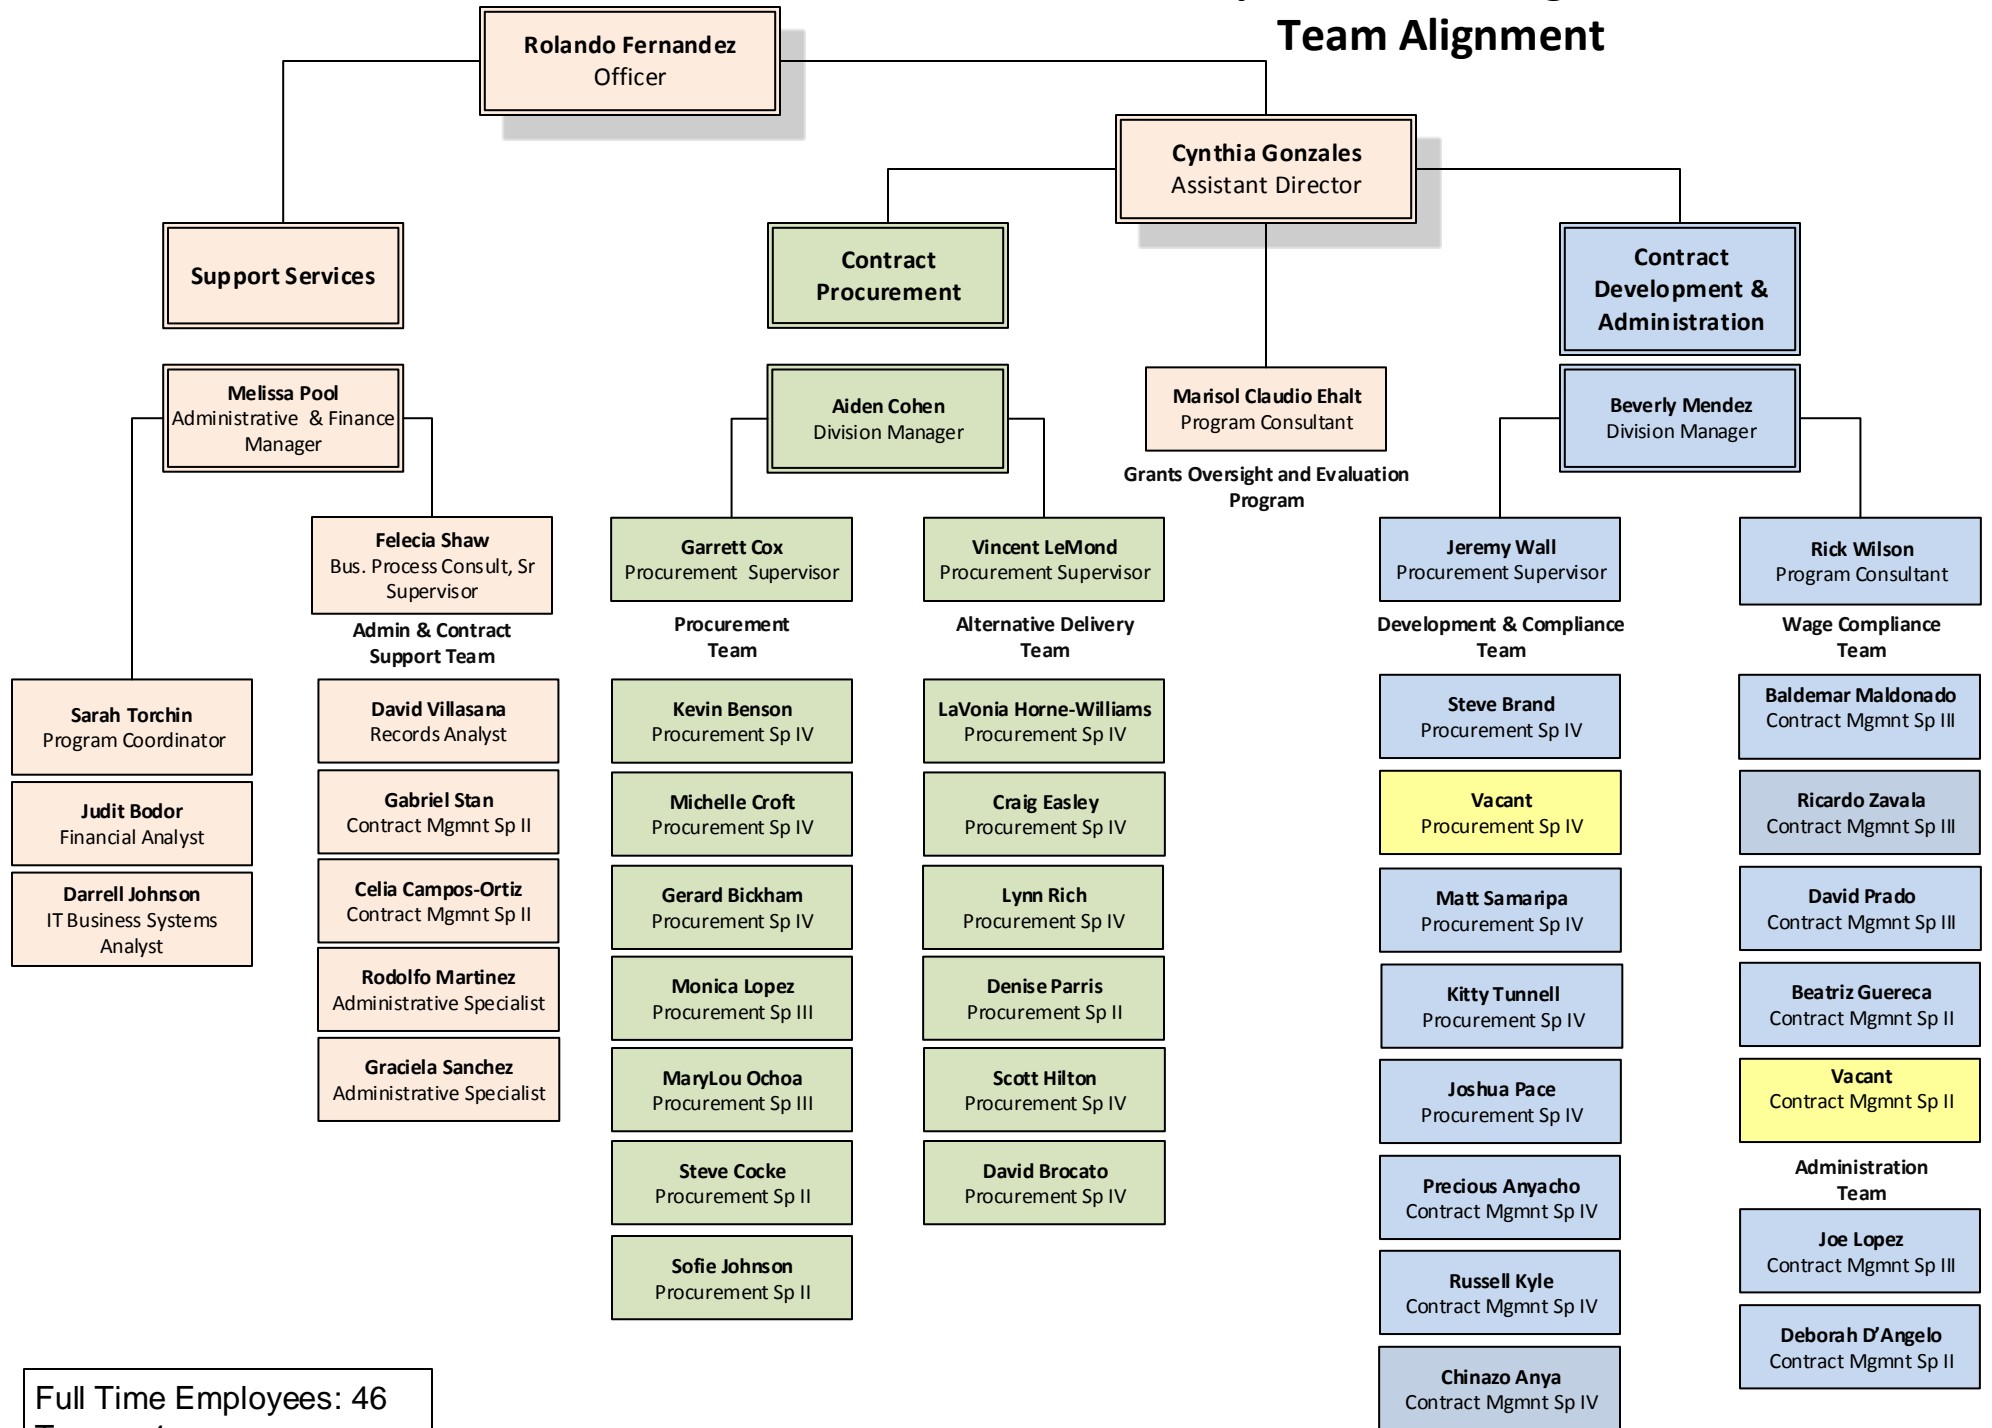 Team Alignment
Rolando Fernandez
Officer
Cynthia Gonzales
Assistant Director
Support Services
Contract
Procurement
Contract
Development &
Administration
Melissa Pool
Administrative & Finance
Manager
Aiden Cohen
Division Manager
Marisol Claudio Ehalt
Program Consultant
Grants Oversight and Evaluation
Program
Beverly Mendez
Division Manager
Felecia Shaw
Bus. Process Consult, Sr
Supervisor
Admin & Contract
Support Team
Garrett Cox
Procurement Supervisor
Procurement
Team
Vincent LeMond
Procurement Supervisor
Alternative Delivery
Team
Jeremy Wall
Procurement Supervisor
Development & Compliance
Team
Rick Wilson
Program Consultant
Wage Compliance
Team
Sarah Torchin
Program Coordinator
Judit Bodor
Financial Analyst
Darrell Johnson
IT Business Systems
Analyst
David Villasana
Records Analyst
Gabriel Stan
Contract Mgmnt Sp II
Celia Campos-Ortiz
Contract Mgmnt Sp II
Rodolfo Martinez
Administrative Specialist
Graciela Sanchez
Administrative Specialist
Kevin Benson
Procurement Sp IV
Michelle Croft
Procurement Sp IV
Gerard Bickham
Procurement Sp IV
Monica Lopez
Procurement Sp III
MaryLou Ochoa
Procurement Sp III
Steve Cocke
Procurement Sp II
Sofie Johnson
Procurement Sp II
LaVonia Horne-Williams
Procurement Sp IV
Craig Easley
Procurement Sp IV
Lynn Rich
Procurement Sp IV
Denise Parris
Procurement Sp II
Scott Hilton
Procurement Sp IV
David Brocato
Procurement Sp IV
Steve Brand
Procurement Sp IV
Vacant
Procurement Sp IV
Matt Samaripa
Procurement Sp IV
Kitty Tunnell
Procurement Sp IV
Joshua Pace
Procurement Sp IV
Precious Anyacho
Contract Mgmnt Sp IV
Russell Kyle
Contract Mgmnt Sp IV
Chinazo Anya
Contract Mgmnt Sp IV
Baldemar Maldonado
Contract Mgmnt Sp III
Ricardo Zavala
Contract Mgmnt Sp III
David Prado
Contract Mgmnt Sp III
Beatriz Guereca
Contract Mgmnt Sp II
Vacant
Contract Mgmnt Sp II
Administration
Team
Joe Lopez
Contract Mgmnt Sp III
Deborah D’Angelo
Contract Mgmnt Sp II
Full Time Employees: 46